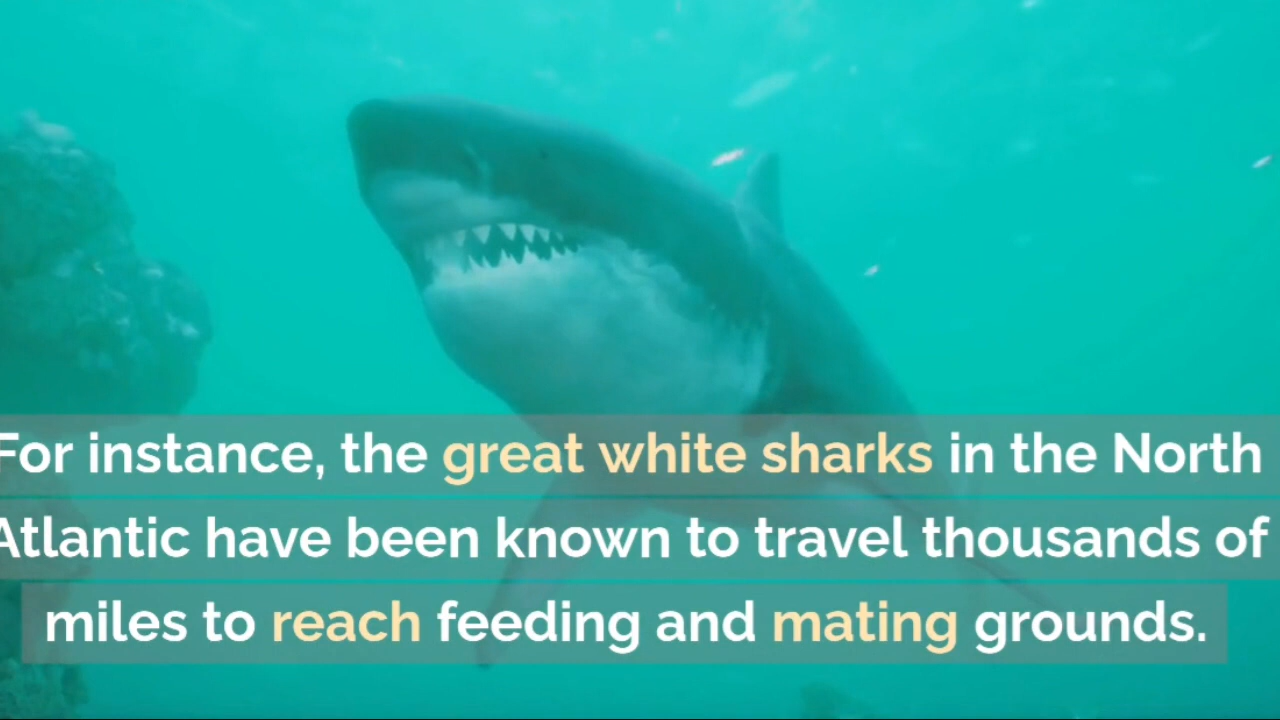 For instance, the great white sharks in the North
Atlantic have been known to travel thousands of
miles to reach feeding and mating grounds.